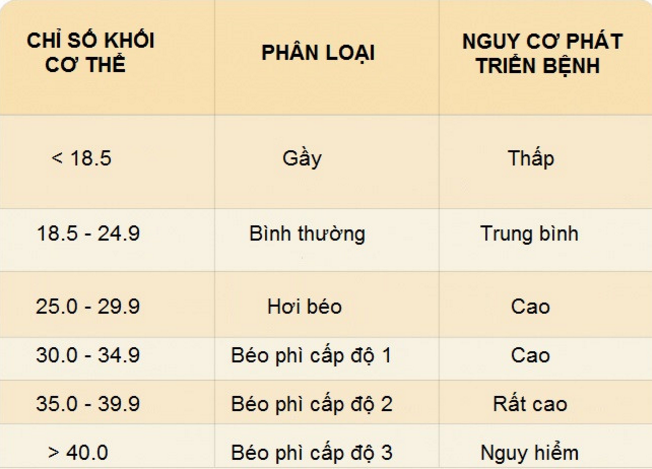 CHỈ SỐ KHỐI
CƠ THỂ
PHÂN LOẠI
NGUY CƠ PHÁT
TRIỂN BỆNH
< 18.5 Gầy Thấp
18.5 - 24.9 Bình thường Trung bình
25.0 - 29.9 Hơi béo Cao
30.0 - 34.9 Béo phì cấp độ 1 Cao
35.0 - 39.9 Béo phì cấp độ 2 Rất cao
> 40.0 Béo phì cấp độ 3 Nguy hiểm